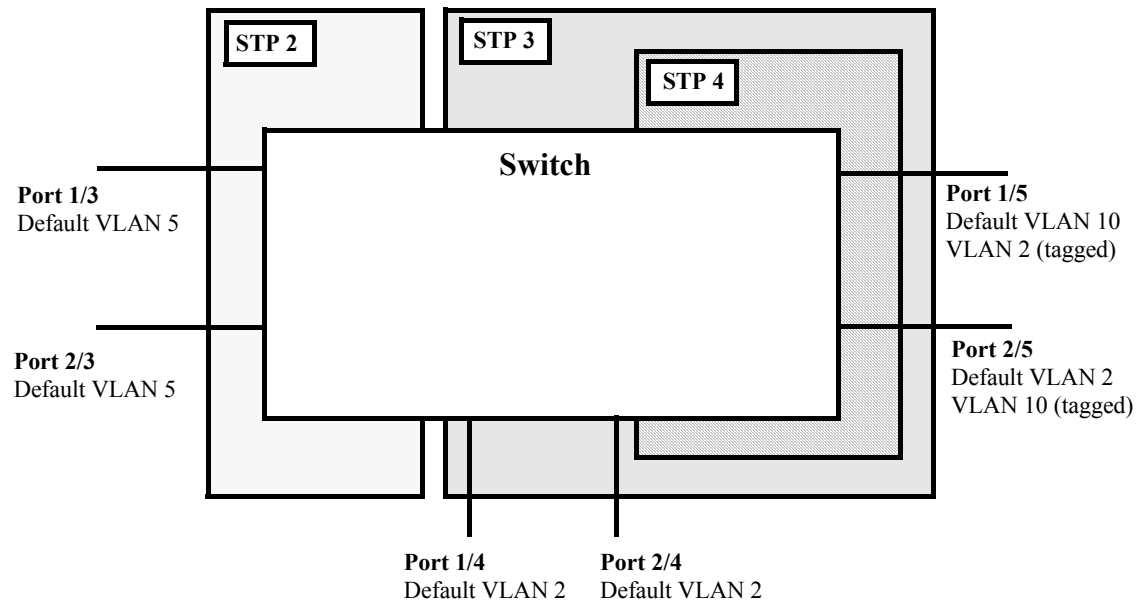 STP 2
STP 3
STP 4
Switch
Port 1/3
Default VLAN 5
Port 1/5
Default VLAN 10
VLAN 2 (tagged)
Port 2/3
Default VLAN 5
Port 2/5
Default VLAN 2
VLAN 10 (tagged)
Port 1/4
Default VLAN 2
Port 2/4
Default VLAN 2